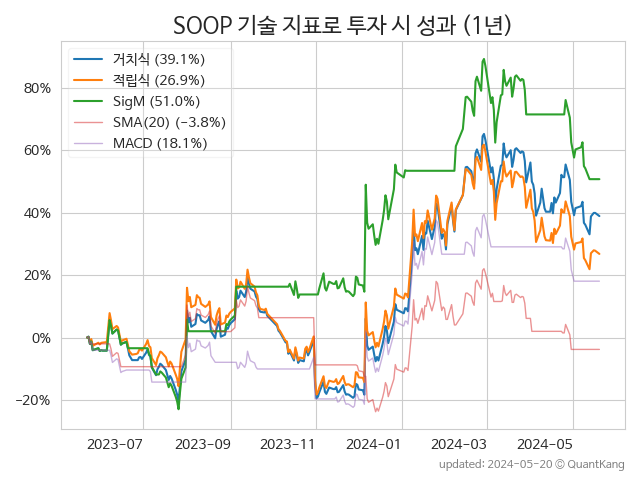 SOOP 기술 지표로 투자 시 성과 (1년)
거치식 (39.1%)
적립식 (26.9%)
SigM (51.0%)
SMA(20) (−3.8%)
MACD (18.1%)
80%
60%
40%
20%
0%
−20%
2023-07 2023-09 2023-11 2024-01 2024-03 2024-05
updated: 2024-05-20 © QuantKang